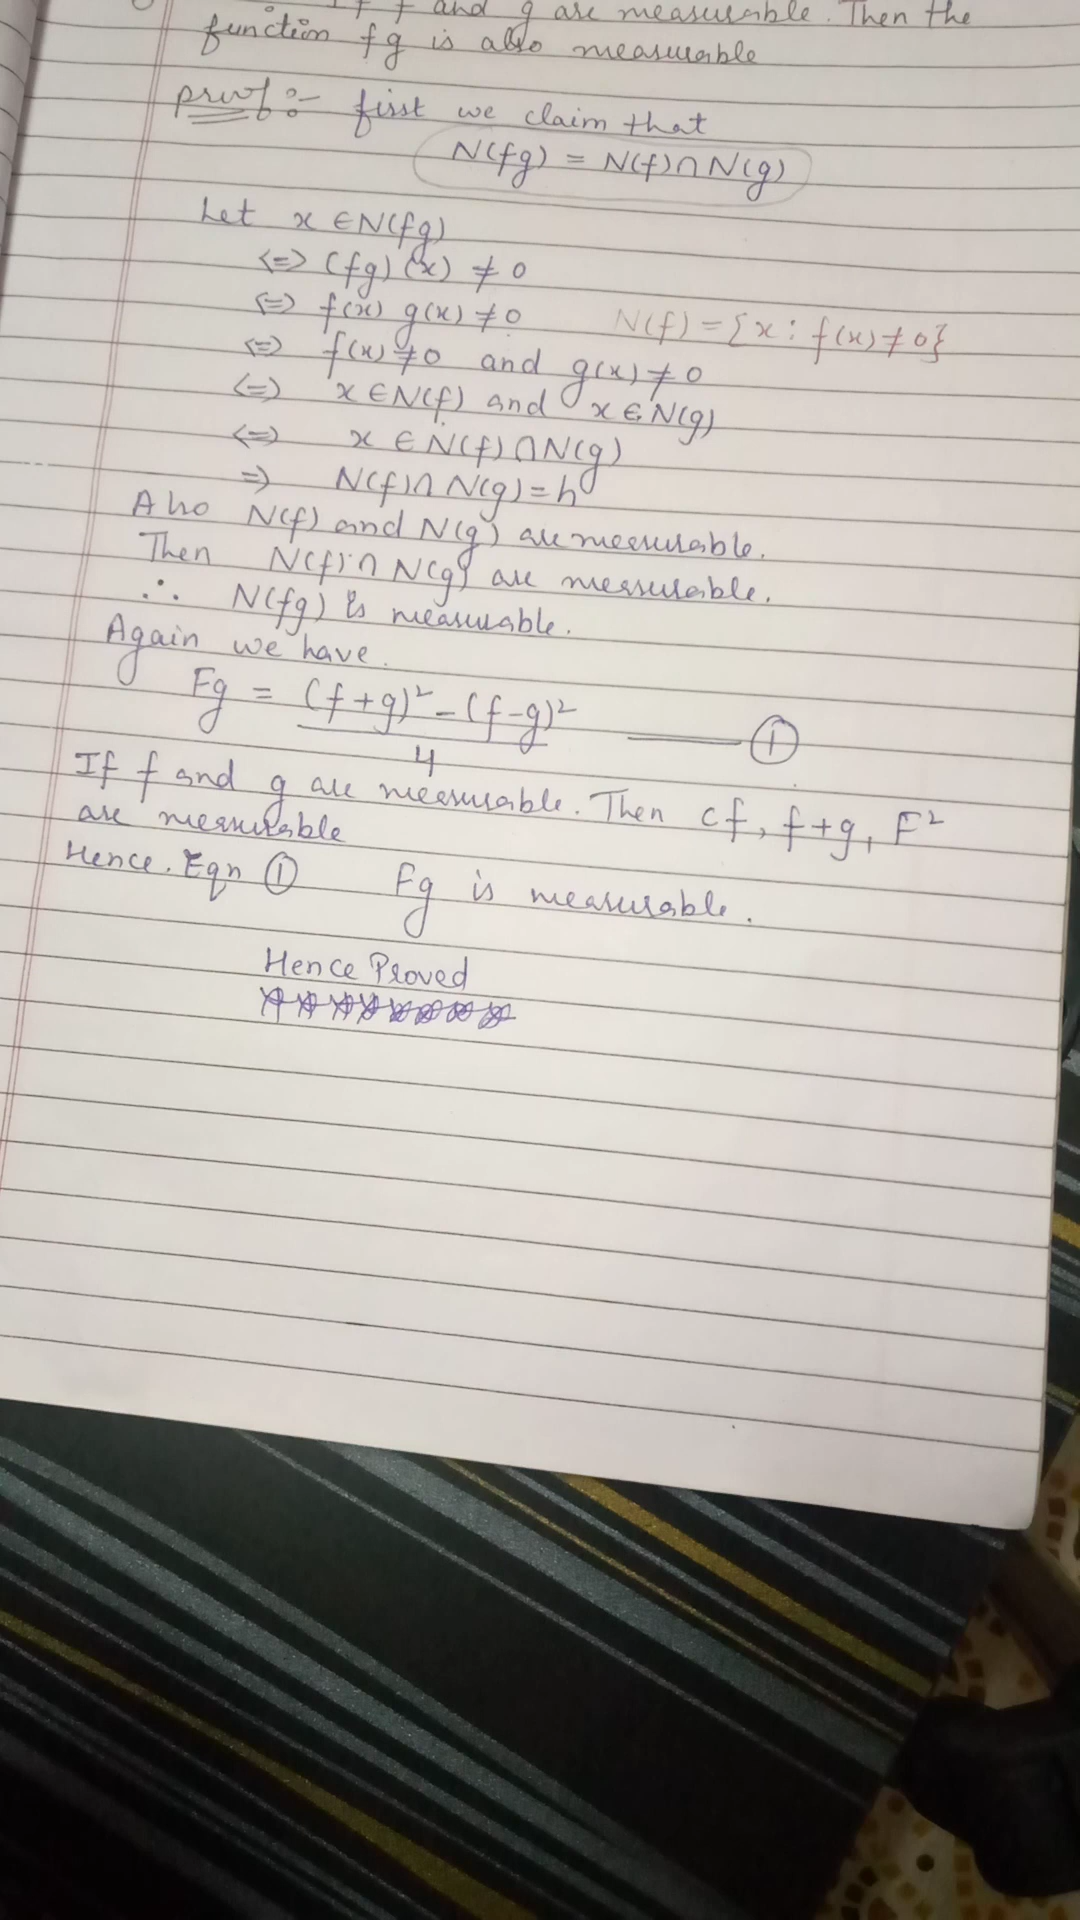 If f and g are measurable. Then the
function fg is also measurable
proof :- first we claim that
N(fg) = N(f)∩N(g)
Let x ∈N(fg)
<=> (fg)(x) ≠ 0
<=> f(x) g(x) ≠ 0 N(f) = {x : f(x) ≠ 0}
<=> f(x) ≠ 0 and g(x) ≠ 0
<=> x ∈N(f) and x ∈ N(g)
<=> x ∈ N(f) ∩N(g)
=> N(f)∩ N(g) = h
Also N(f) and N(g) are measurable.
Then N(f)∩ N(g) are measurable.
∴ N(fg) is measurable.
Again we have.
Fg = (f+g)² - (f-g)² / 4 —— ①
If f and g are measurable. Then cf, f+g, F²
are measurable
Hence. Eqn ① Fg is measurable.
Hence Proved